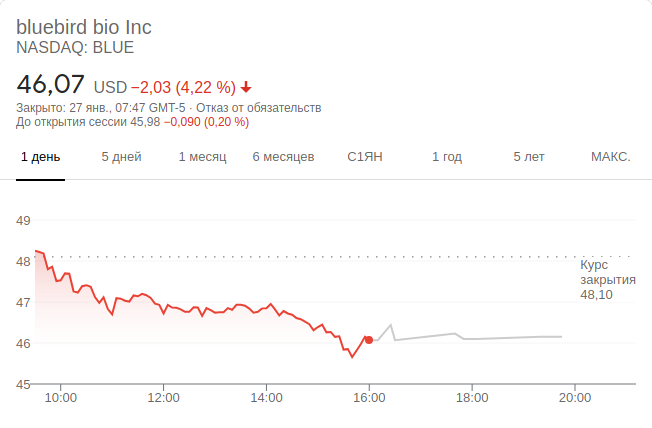 bluebird bio Inc
NASDAQ: BLUE
46,07 USD −2,03 (4,22 %)
Закрыто: 27 янв., 07:47 GMT-5 · Отказ от обязательств
До открытия сессии 45,98 −0,090 (0,20 %)
1 день 5 дней 1 месяц 6 месяцев С1ЯН 1 год 5 лет МАКС.
49
48
47
46
45
Курс
закрытия
48,10
10:00 12:00 14:00 16:00 18:00 20:00